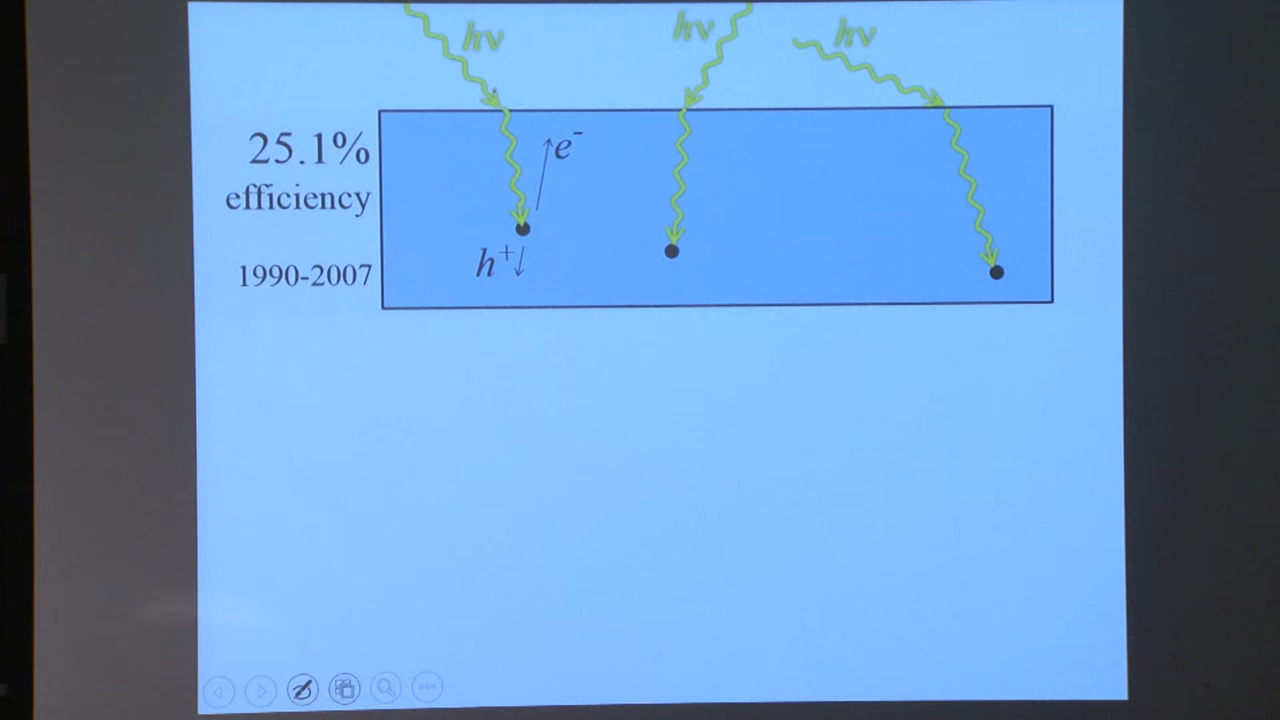 hν
hν
hν
25.1%
efficiency
1990-2007
e⁻
h⁺↓